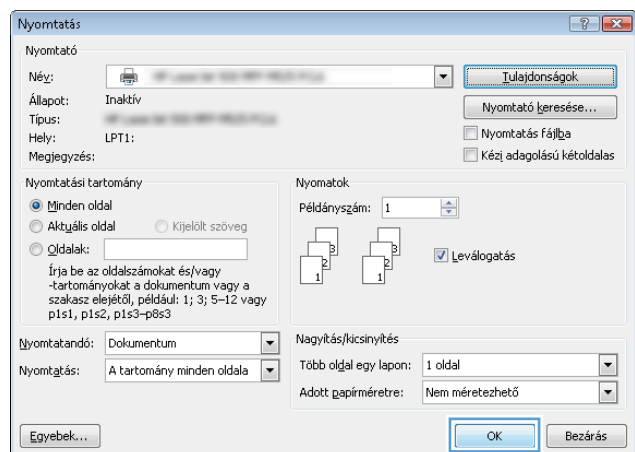 Nyomtatás
Nyomtató
Név:
Tulajdonságok
Állapot: Inaktív
Nyomtató keresése...
Típus:
Hely: LPT1:
Nyomtatás fájlba
Megjegyzés:
Kézi adagolású kétoldalas
Nyomtatási tartomány
Minden oldal
Aktuális oldal Kijelölt szöveg
Oldalak:
Írja be az oldalszámokat és/vagy
-tartományokat a dokumentum vagy a
szakasz elejétől, például: 1; 3; 5–12 vagy
p1s1, p1s2, p1s3–p8s3
Nyomatok
Példányszám: 1
3 3
2 2
1 1
Leválogatás
Nyomtatandó: Dokumentum
Nyomtatás: A tartomány minden oldala
Nagyítás/kicsinyítés
Több oldal egy lapon: 1 oldal
Adott papírméretre: Nem méretezhető
Egyebek...
OK
Bezárás